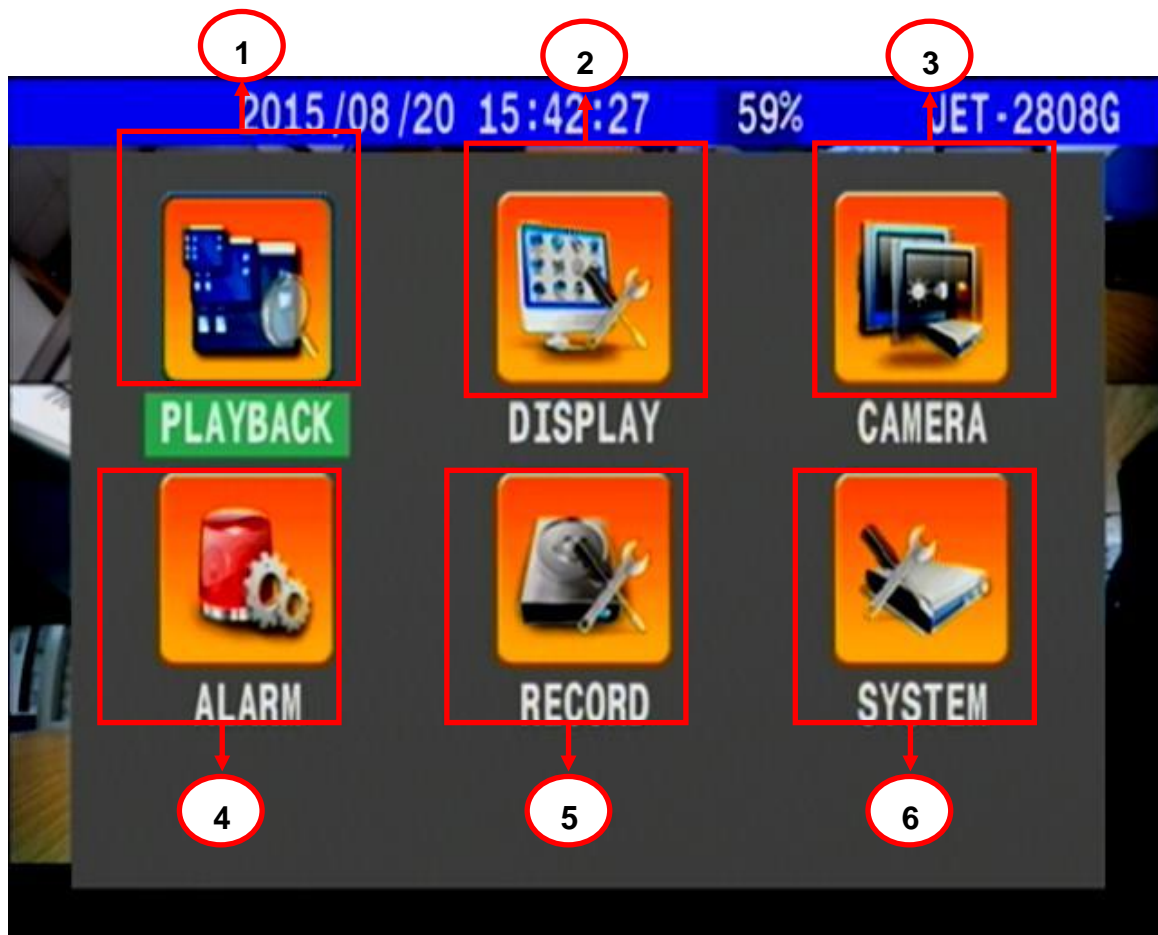 1 2 3
2015/08/20 15:42:27 59% JET-2808G
PLAYBACK DISPLAY CAMERA
ALARM RECORD SYSTEM
4 5 6